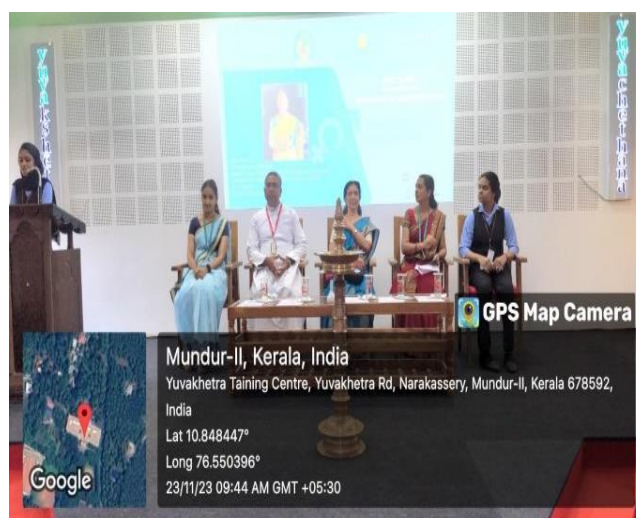 GPS Map Camera
Mundur-II, Kerala, India
Yuvakhetra Taining Centre, Yuvakhetra Rd, Narakassery, Mundur-II, Kerala 678592,
India
Lat 10.848447°
Long 76.550396°
23/11/23 09:44 AM GMT +05:30
Google